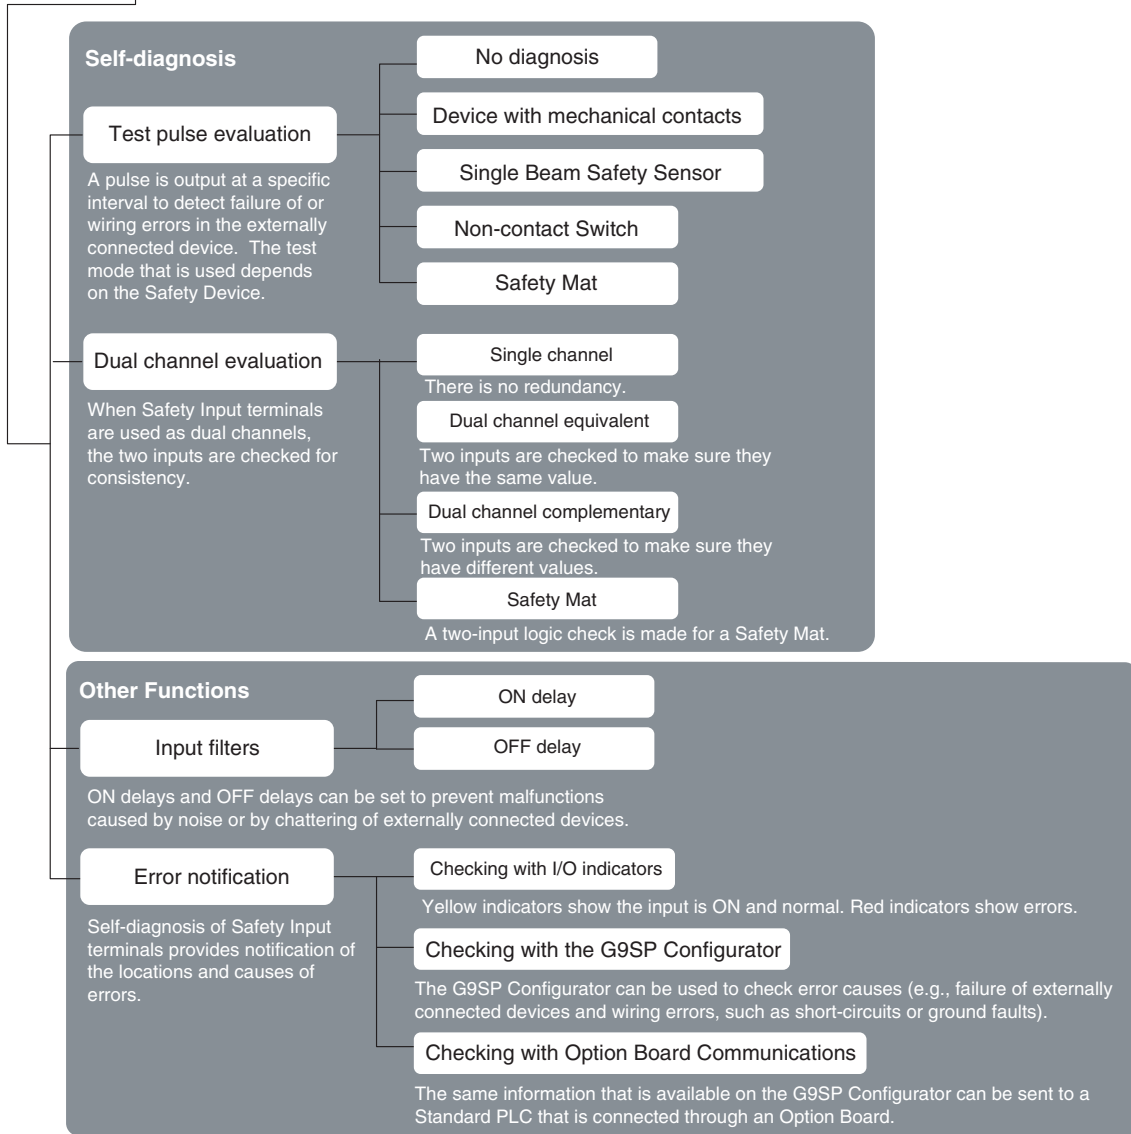 Self-diagnosis
Test pulse evaluation
A pulse is output at a specific
interval to detect failure of or
wiring errors in the externally
connected device.  The test
mode that is used depends
on the Safety Device.
No diagnosis
Device with mechanical contacts
Single Beam Safety Sensor
Non-contact Switch
Safety Mat
Dual channel evaluation
When Safety Input terminals
are used as dual channels,
the two inputs are checked for
consistency.
Single channel
There is no redundancy.
Dual channel equivalent
Two inputs are checked to make sure they
have the same value.
Dual channel complementary
Two inputs are checked to make sure they
have different values.
Safety Mat
A two-input logic check is made for a Safety Mat.
Other Functions
Input filters
ON delay
OFF delay
ON delays and OFF delays can be set to prevent malfunctions
caused by noise or by chattering of externally connected devices.
Error notification
Self-diagnosis of Safety Input
terminals provides notification of
the locations and causes of
errors.
Checking with I/O indicators
Yellow indicators show the input is ON and normal. Red indicators show errors.
Checking with the G9SP Configurator
The G9SP Configurator can be used to check error causes (e.g., failure of externally
connected devices and wiring errors, such as short-circuits or ground faults).
Checking with Option Board Communications
The same information that is available on the G9SP Configurator can be sent to a
Standard PLC that is connected through an Option Board.